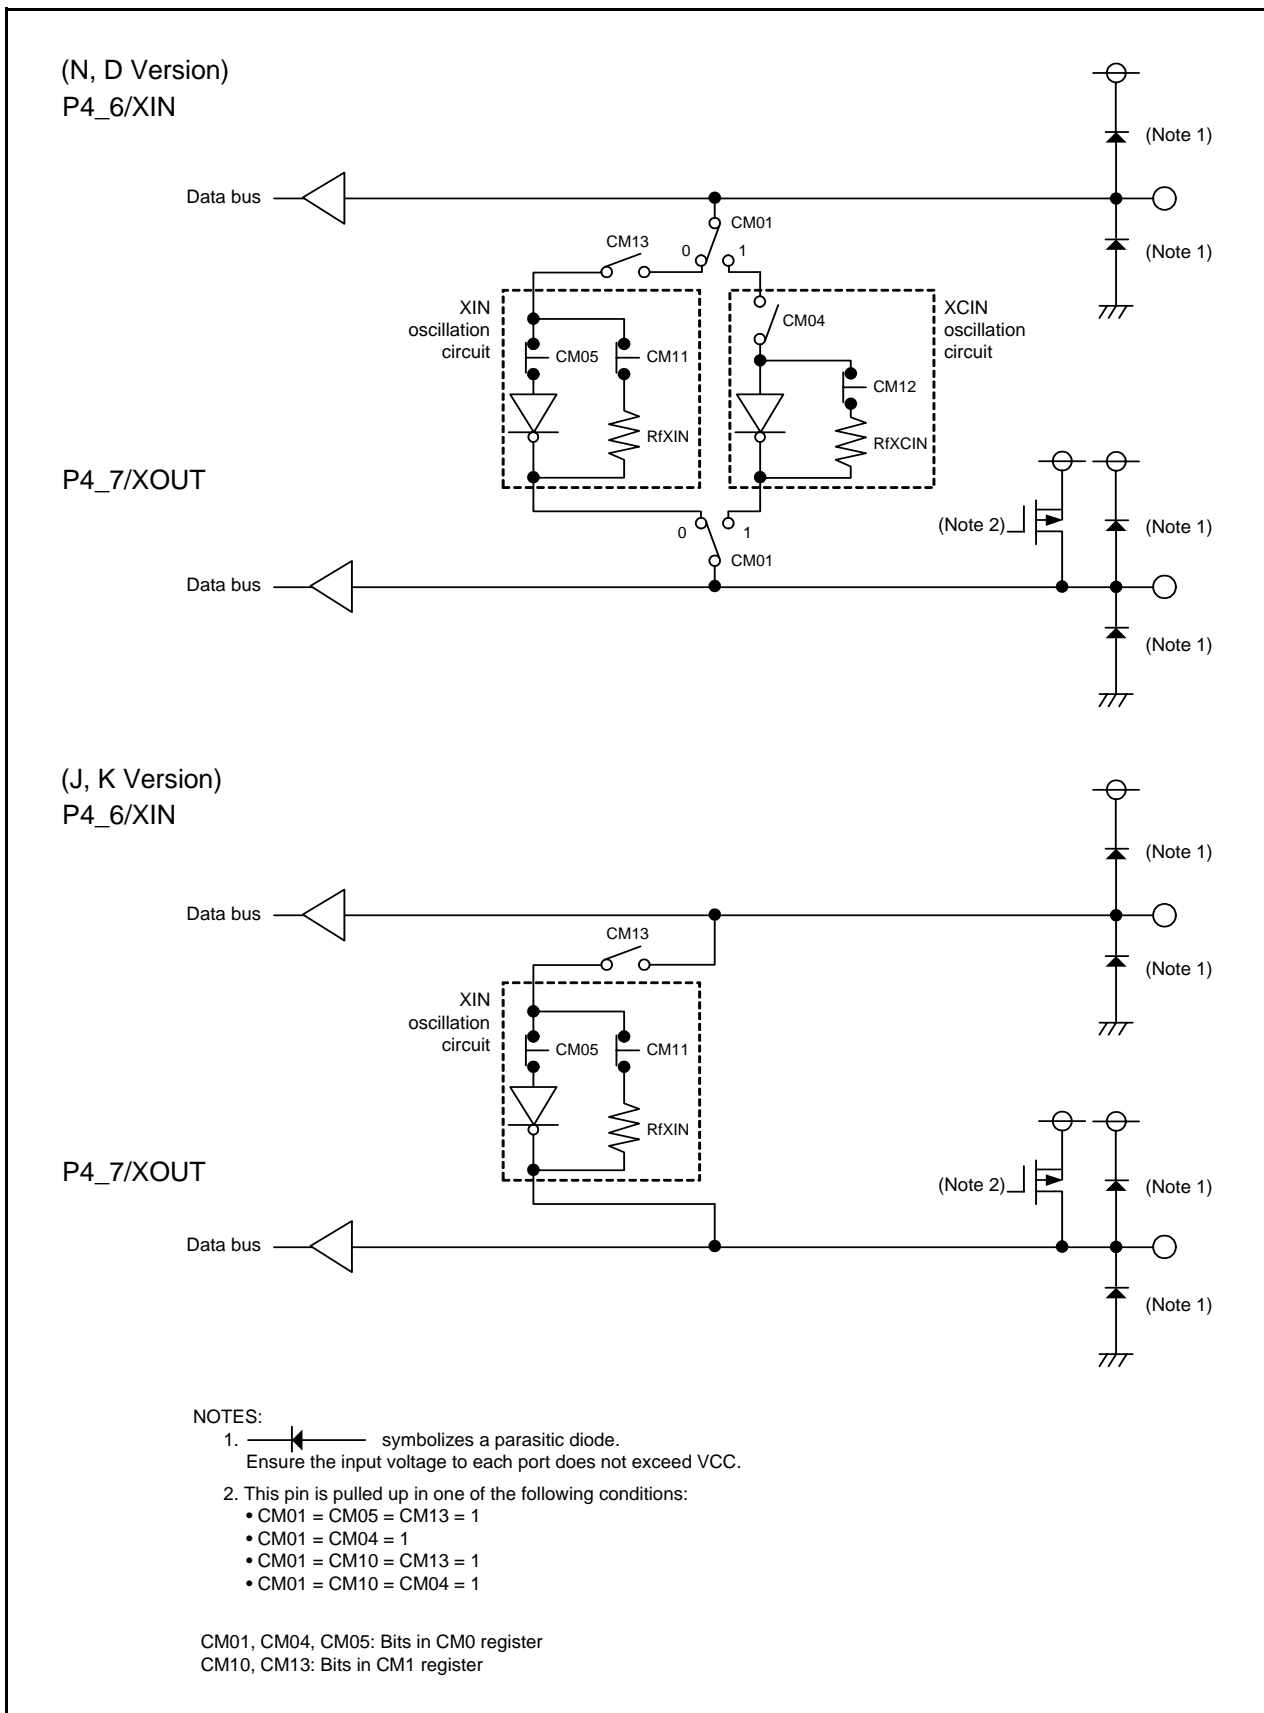 (N, D Version)
P4_6/XIN
(Note 1)
Data bus
CM01
(Note 1)
CM13
0
1
XIN
oscillation
circuit
XCIN
oscillation
circuit
CM04
CM05
CM11
CM12
RfXIN
RfXCIN
P4_7/XOUT
(Note 2)
(Note 1)
0
1
CM01
Data bus
(Note 1)
(J, K Version)
P4_6/XIN
(Note 1)
Data bus
CM13
(Note 1)
XIN
oscillation
circuit
CM05
CM11
RfXIN
P4_7/XOUT
(Note 2)
(Note 1)
Data bus
(Note 1)
NOTES:
1. symbolizes a parasitic diode.
Ensure the input voltage to each port does not exceed VCC.
2. This pin is pulled up in one of the following conditions:
• CM01 = CM05 = CM13 = 1
• CM01 = CM04 = 1
• CM01 = CM10 = CM13 = 1
• CM01 = CM10 = CM04 = 1
CM01, CM04, CM05: Bits in CM0 register
CM10, CM13: Bits in CM1 register